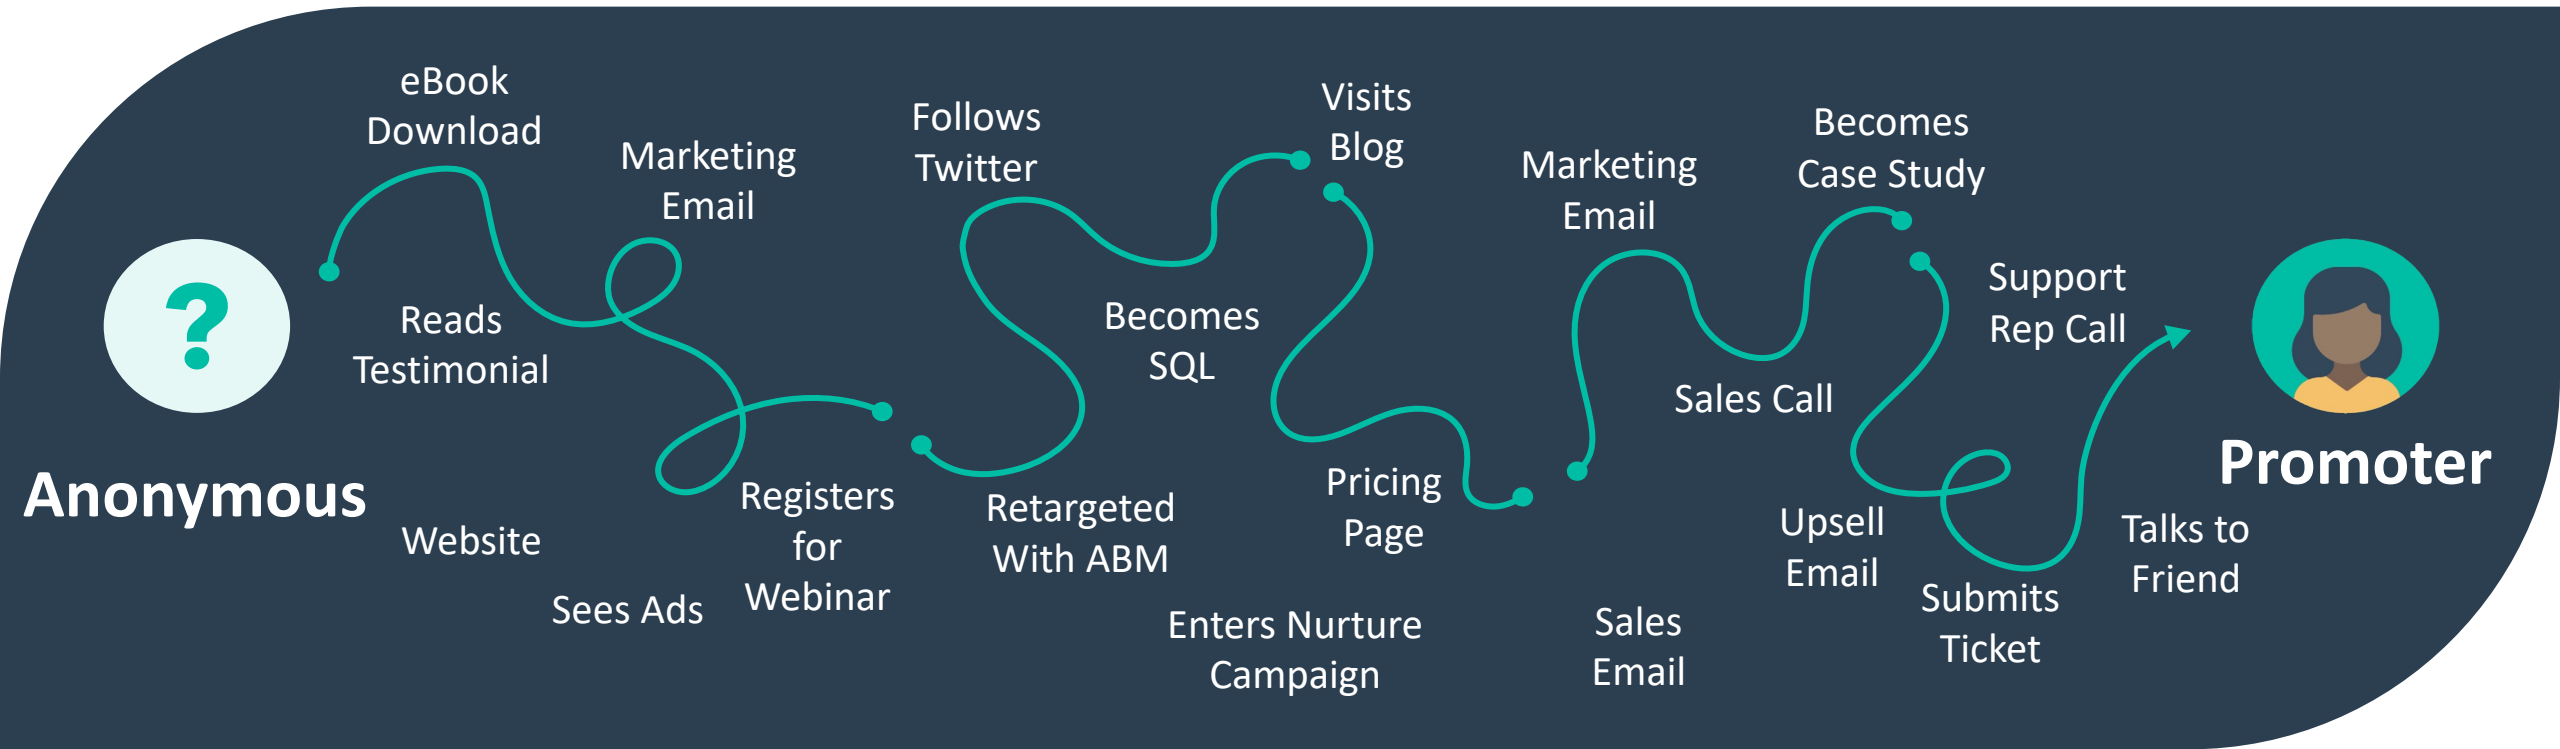 ?
Anonymous
eBook
Download
Reads
Testimonial
Website
Marketing
Email
Sees Ads
Registers
for
Webinar
Follows
Twitter
Retargeted
With ABM
Becomes
SQL
Enters Nurture
Campaign
Visits
Blog
Pricing
Page
Marketing
Email
Sales
Email
Sales Call
Becomes
Case Study
Upsell
Email
Submits
Ticket
Support
Rep Call
Talks to
Friend
Promoter